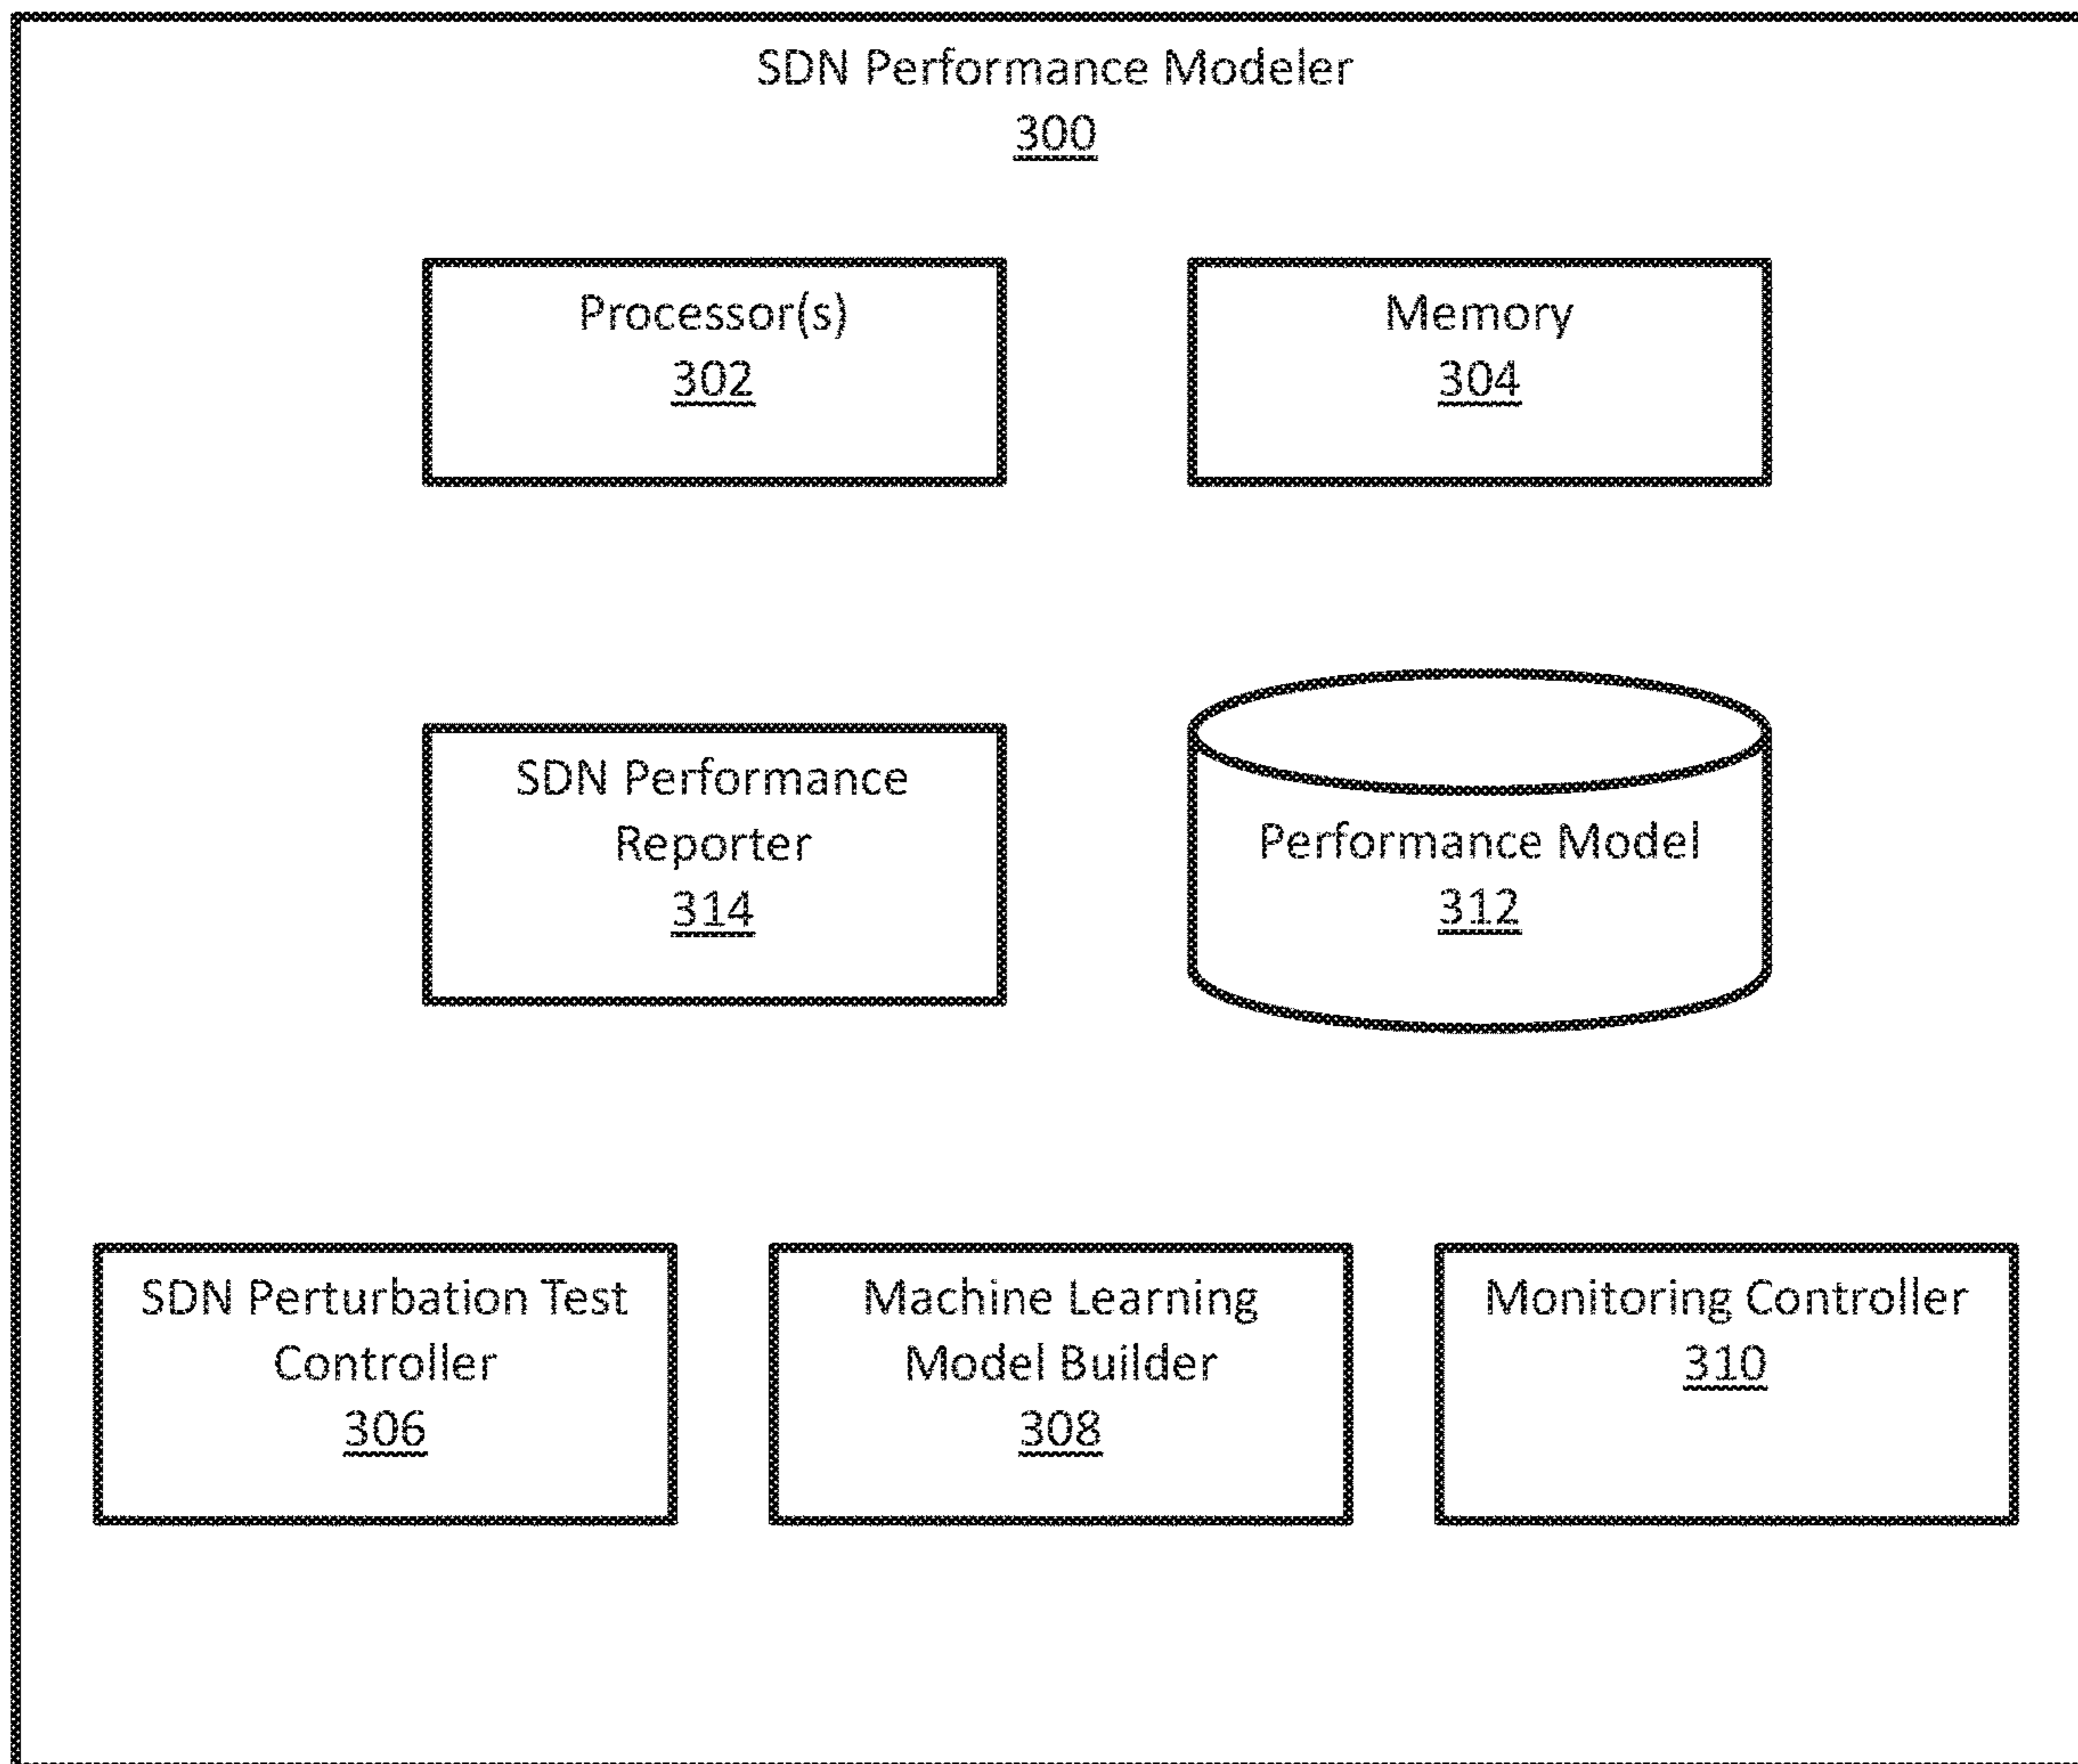 SDN Performance Modeler
300
Processor(s)
302
Memory
304
SDN Performance
Reporter
314
Performance Model
312
SDN Perturbation Test
Controller
306
Machine Learning
Model Builder
308
Monitoring Controller
310